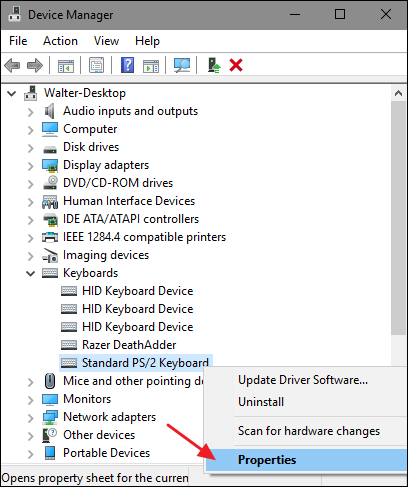 Device Manager
File Action View Help
Walter-Desktop
Audio inputs and outputs
Computer
Disk drives
Display adapters
DVD/CD-ROM drives
Human Interface Devices
IDE ATA/ATAPI controllers
IEEE 1284.4 compatible printers
Imaging devices
Keyboards
HID Keyboard Device
HID Keyboard Device
HID Keyboard Device
Razer DeathAdder
Standard PS/2 Keyboard
Mice and other pointing de
Monitors
Network adapters
Other devices
Portable Devices
Update Driver Software...
Uninstall
Scan for hardware changes
Properties
Opens property sheet for the current